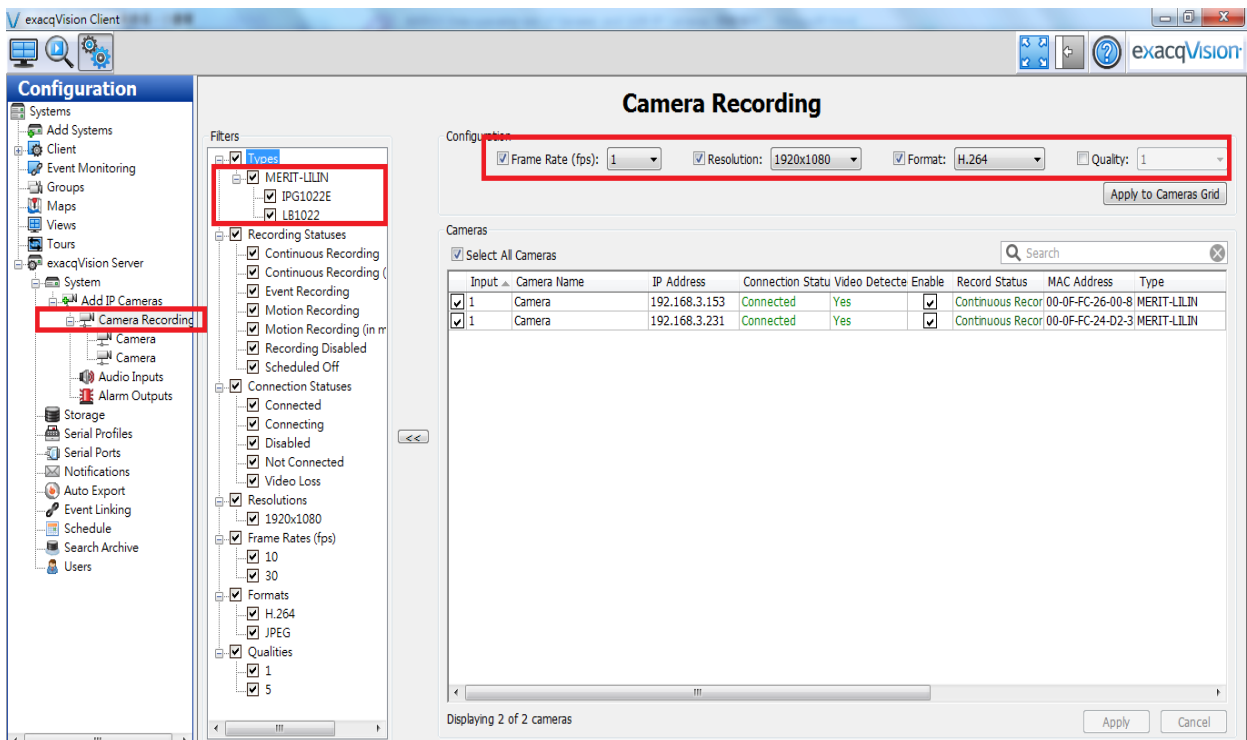 exacqVision Client
exacqVision
Configuration
Systems
Add Systems
Client
Event Monitoring
Groups
Maps
Views
Tours
exacqVision Server
System
Add IP Cameras
Camera Recording
Camera
Camera
Audio Inputs
Alarm Outputs
Storage
Serial Profiles
Serial Ports
Notifications
Auto Export
Event Linking
Schedule
Search Archive
Users
Filters
Types
MERIT-LILIN
IPG1022E
LB1022
Recording Statuses
Continuous Recording
Continuous Recording (
Event Recording
Motion Recording
Motion Recording (in m
Recording Disabled
Scheduled Off
Connection Statuses
Connected
Connecting
Disabled
Not Connected
Video Loss
Resolutions
1920x1080
Frame Rates (fps)
10
30
Formats
H.264
JPEG
Qualities
1
5
<<
Camera Recording
Configuration
Frame Rate (fps): 1 Resolution: 1920x1080 Format: H.264 Quality: 1
Apply to Cameras Grid
Cameras
Select All Cameras Search
Input Camera Name IP Address Connection Statu Video Detecte Enable Record Status MAC Address Type
1 Camera 192.168.3.153 Connected Yes Continuous Recor 00-0F-FC-26-00-8 MERIT-LILIN
1 Camera 192.168.3.231 Connected Yes Continuous Recor 00-0F-FC-24-D2-3 MERIT-LILIN
Displaying 2 of 2 cameras
Apply Cancel